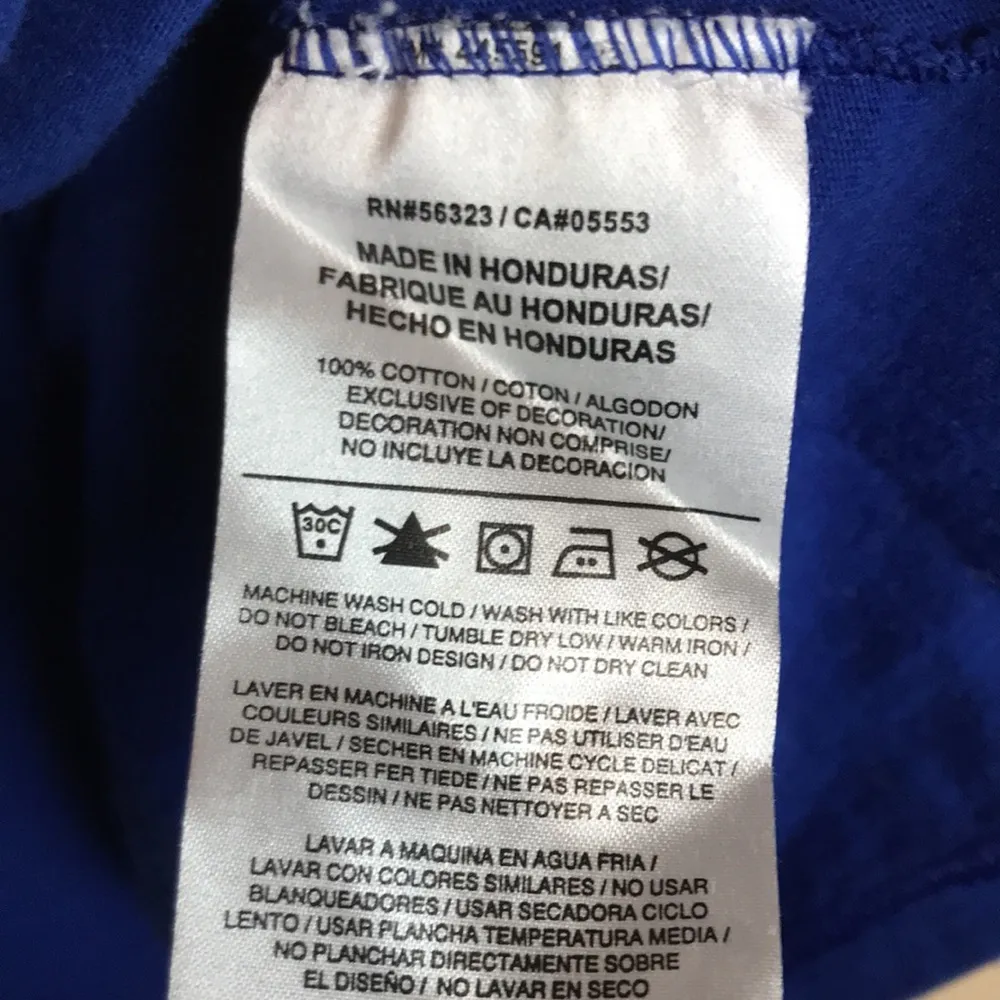 RN#56323 / CA#05553
MADE IN HONDURAS/
FABRIQUE AU HONDURAS/
HECHO EN HONDURAS
100% COTTON / COTON / ALGODON
EXCLUSIVE OF DECORATION/
DECORATION NON COMPRISE/
NO INCLUYE LA DECORACION
30C
MACHINE WASH COLD / WASH WITH LIKE COLORS /
DO NOT BLEACH / TUMBLE DRY LOW / WARM IRON /
DO NOT IRON DESIGN / DO NOT DRY CLEAN
LAVER EN MACHINE A L'EAU FROIDE / LAVER AVEC
COULEURS SIMILAIRES / NE PAS UTILISER D'EAU
DE JAVEL / SECHER EN MACHINE CYCLE DELICAT /
REPASSER FER TIEDE / NE PAS REPASSER LE
DESSIN / NE PAS NETTOYER A SEC
LAVAR A MAQUINA EN AGUA FRIA /
LAVAR CON COLORES SIMILARES / NO USAR
BLANQUEADORES / USAR SECADORA CICLO
LENTO / USAR PLANCHA TEMPERATURA MEDIA /
NO PLANCHAR DIRECTAMENTE SOBRE
EL DISEÑO / NO LAVAR EN SECO